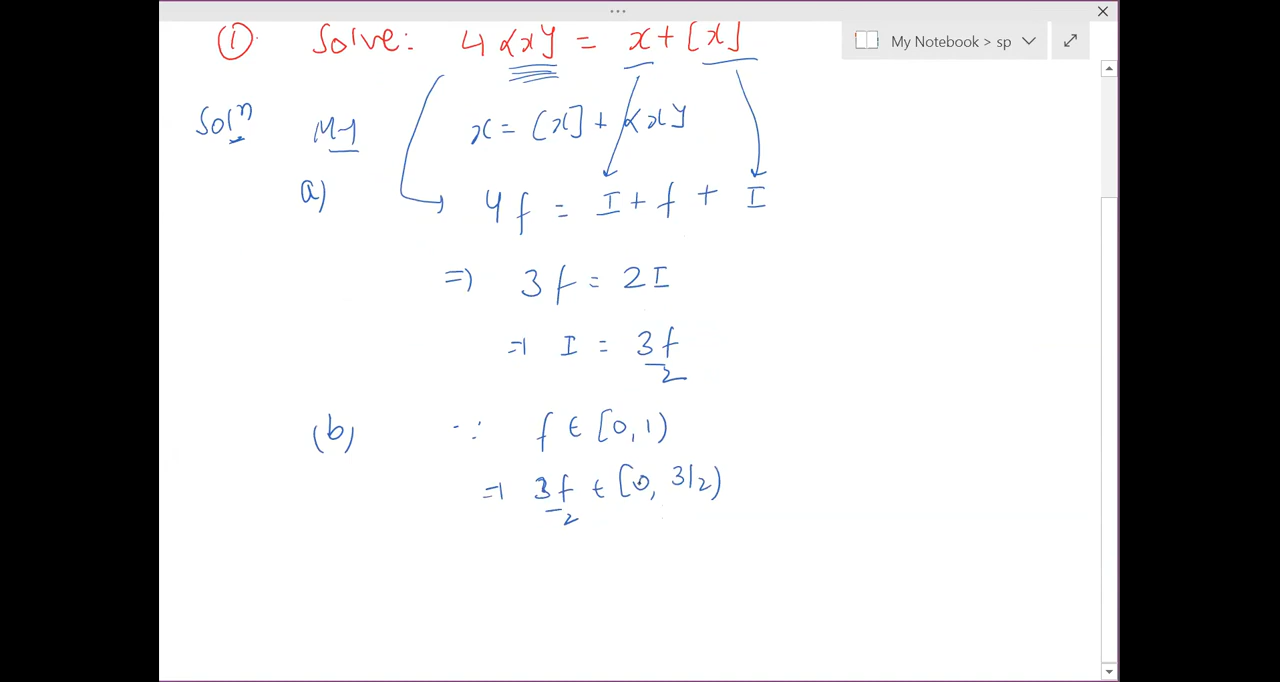 My Notebook > sp
① Solve: 4{x} = x + [x]
Solⁿ M-1 x = [x] + {x}
a) 4f = I + f + I
⇒ 3f = 2I
⇒ I = 3f/2
(b) ∵ f ∈ [0, 1)
⇒ 3f/2 ∈ [0, 3/2)